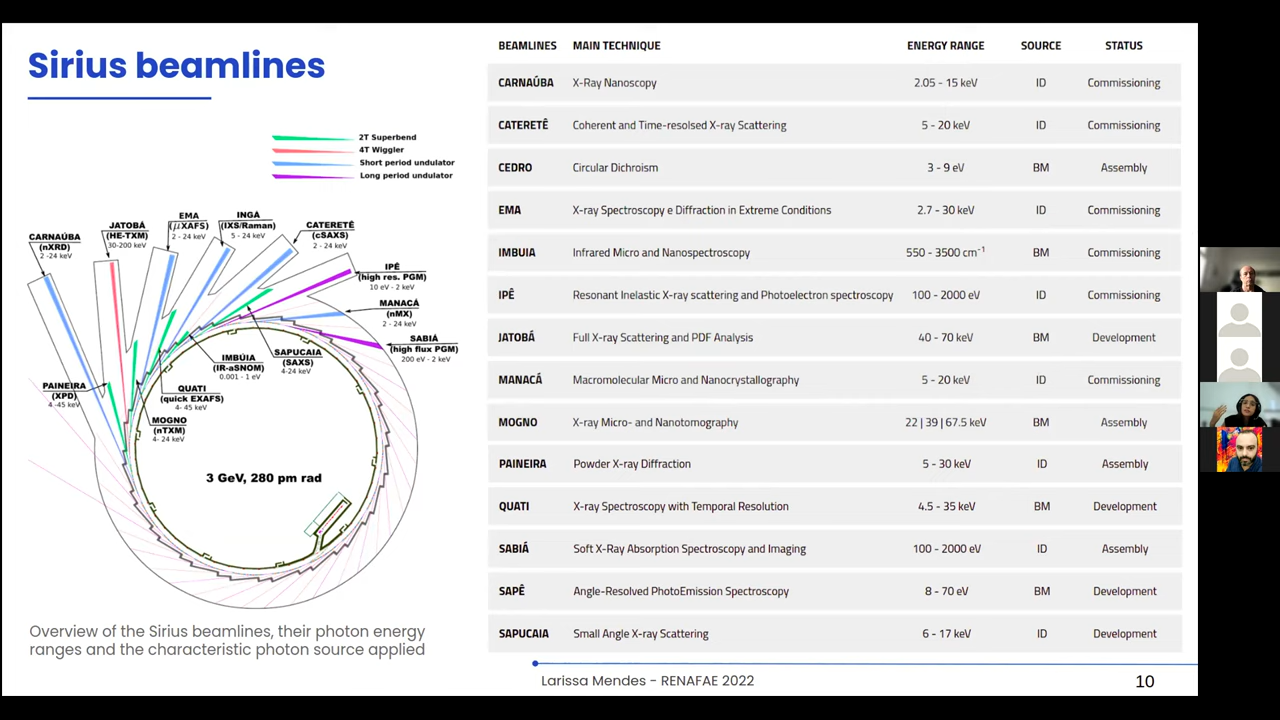 Sirius beamlines
2T Superbend
4T Wiggler
Short period undulator
Long period undulator
CARNAÚBA
(nXRD)
2 -24 keV
JATOBÁ
(HE-TXM)
30-200 keV
EMA
(μXAFS)
2 - 24 keV
INGÁ
(IXS/Raman)
5 - 24 keV
CATERETÊ
(cSAXS)
2 - 24 keV
IPÊ
(high res. PGM)
10 eV - 2 keV
MANACÁ
(nMX)
2 - 24 keV
SABIÁ
(high flux PGM)
200 eV - 2 keV
SAPUCAIA
(SAXS)
4-24 keV
IMBÚIA
(IR-aSNOM)
0.001 - 1 eV
QUATI
(quick EXAFS)
4- 45 keV
MOGNO
(nTXM)
4- 24 keV
PAINEIRA
(XPD)
4 -45 keV
3 GeV, 280 pm rad
Overview of the Sirius beamlines, their photon energy
ranges and the characteristic photon source applied
BEAMLINES MAIN TECHNIQUE ENERGY RANGE SOURCE STATUS
CARNAÚBA X-Ray Nanoscopy 2.05 - 15 keV ID Commissioning
CATERETÊ Coherent and Time-resolsed X-ray Scattering 5 - 20 keV ID Commissioning
CEDRO Circular Dichroism 3 - 9 eV BM Assembly
EMA X-ray Spectroscopy e Diffraction in Extreme Conditions 2.7 - 30 keV ID Commissioning
IMBUIA Infrared Micro and Nanospectroscopy 550 - 3500 cm⁻¹ BM Commissioning
IPÊ Resonant Inelastic X-ray scattering and Photoelectron spectroscopy 100 - 2000 eV ID Commissioning
JATOBÁ Full X-ray Scattering and PDF Analysis 40 - 70 keV BM Development
MANACÁ Macromolecular Micro and Nanocrystallography 5 - 20 keV ID Commissioning
MOGNO X-ray Micro- and Nanotomography 22 | 39 | 67.5 keV BM Assembly
PAINEIRA Powder X-ray Diffraction 5 - 30 keV ID Assembly
QUATI X-ray Spectroscopy with Temporal Resolution 4.5 - 35 keV BM Development
SABIÁ Soft X-Ray Absorption Spectroscopy and Imaging 100 - 2000 eV ID Assembly
SAPÊ Angle-Resolved PhotoEmission Spectroscopy 8 - 70 eV BM Development
SAPUCAIA Small Angle X-ray Scattering 6 - 17 keV ID Development
Larissa Mendes - RENAFAE 2022
10